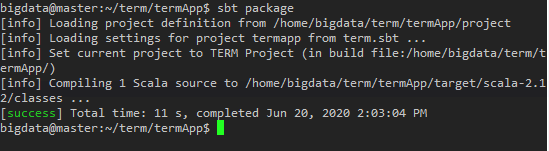 bigdata@master:~/term/termApp$ sbt package
[info] Loading project definition from /home/bigdata/term/termApp/project
[info] Loading settings for project termapp from term.sbt ...
[info] Set current project to TERM Project (in build file:/home/bigdata/term/t
ermApp/)
[info] Compiling 1 Scala source to /home/bigdata/term/termApp/target/scala-2.1
2/classes ...
[success] Total time: 11 s, completed Jun 20, 2020 2:03:04 PM
bigdata@master:~/term/termApp$